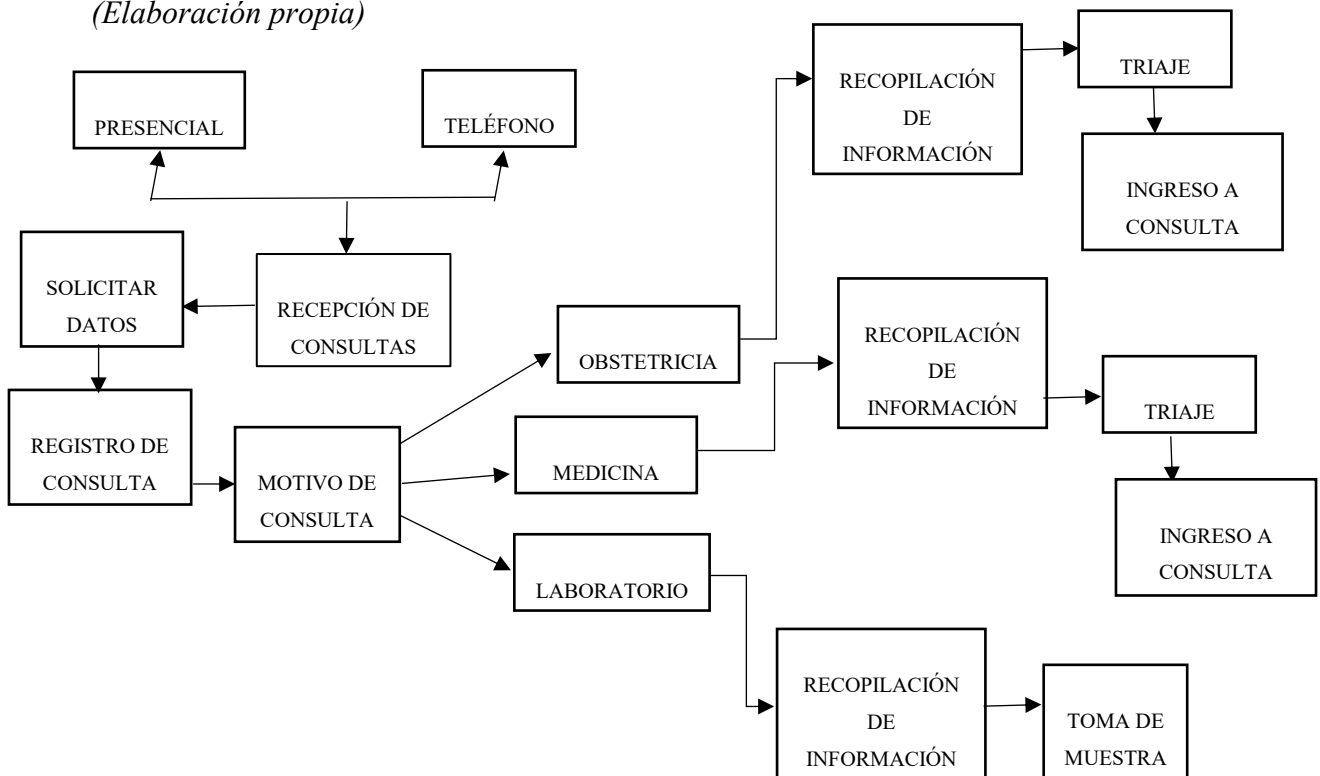 (Elaboración propia)
PRESENCIAL
TELÉFONO
RECEPCIÓN DE
CONSULTAS
SOLICITAR
DATOS
REGISTRO DE
CONSULTA
MOTIVO DE
CONSULTA
OBSTETRICIA
RECOPILACIÓN
DE
INFORMACIÓN
TRIAJE
INGRESO A
CONSULTA
MEDICINA
RECOPILACIÓN
DE
INFORMACIÓN
TRIAJE
INGRESO A
CONSULTA
LABORATORIO
RECOPILACIÓN
DE
INFORMACIÓN
TOMA DE
MUESTRA